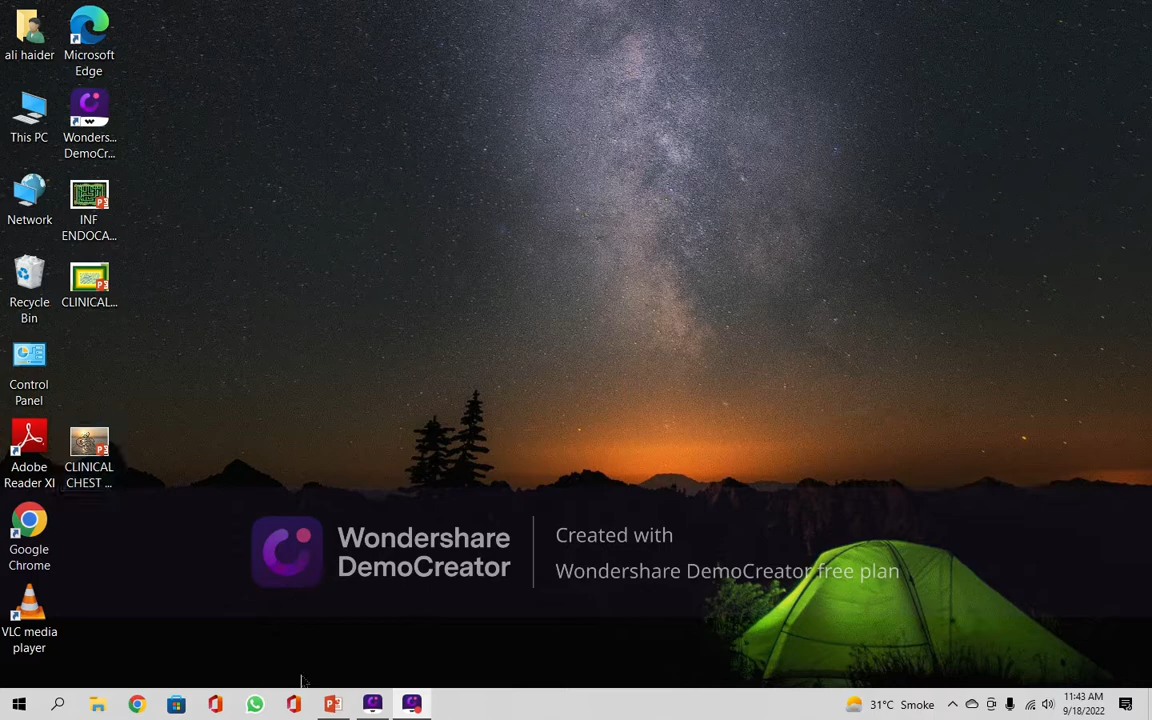 ali haider
Microsoft
Edge
This PC
Wonders...
DemoCr...
Network
INF
ENDOCA...
Recycle
Bin
CLINICAL...
Control
Panel
Adobe
Reader XI
CLINICAL
CHEST ...
Google
Chrome
VLC media
player
Wondershare
DemoCreator
Created with
Wondershare DemoCreator free plan
31°C Smoke
11:43 AM
9/18/2022